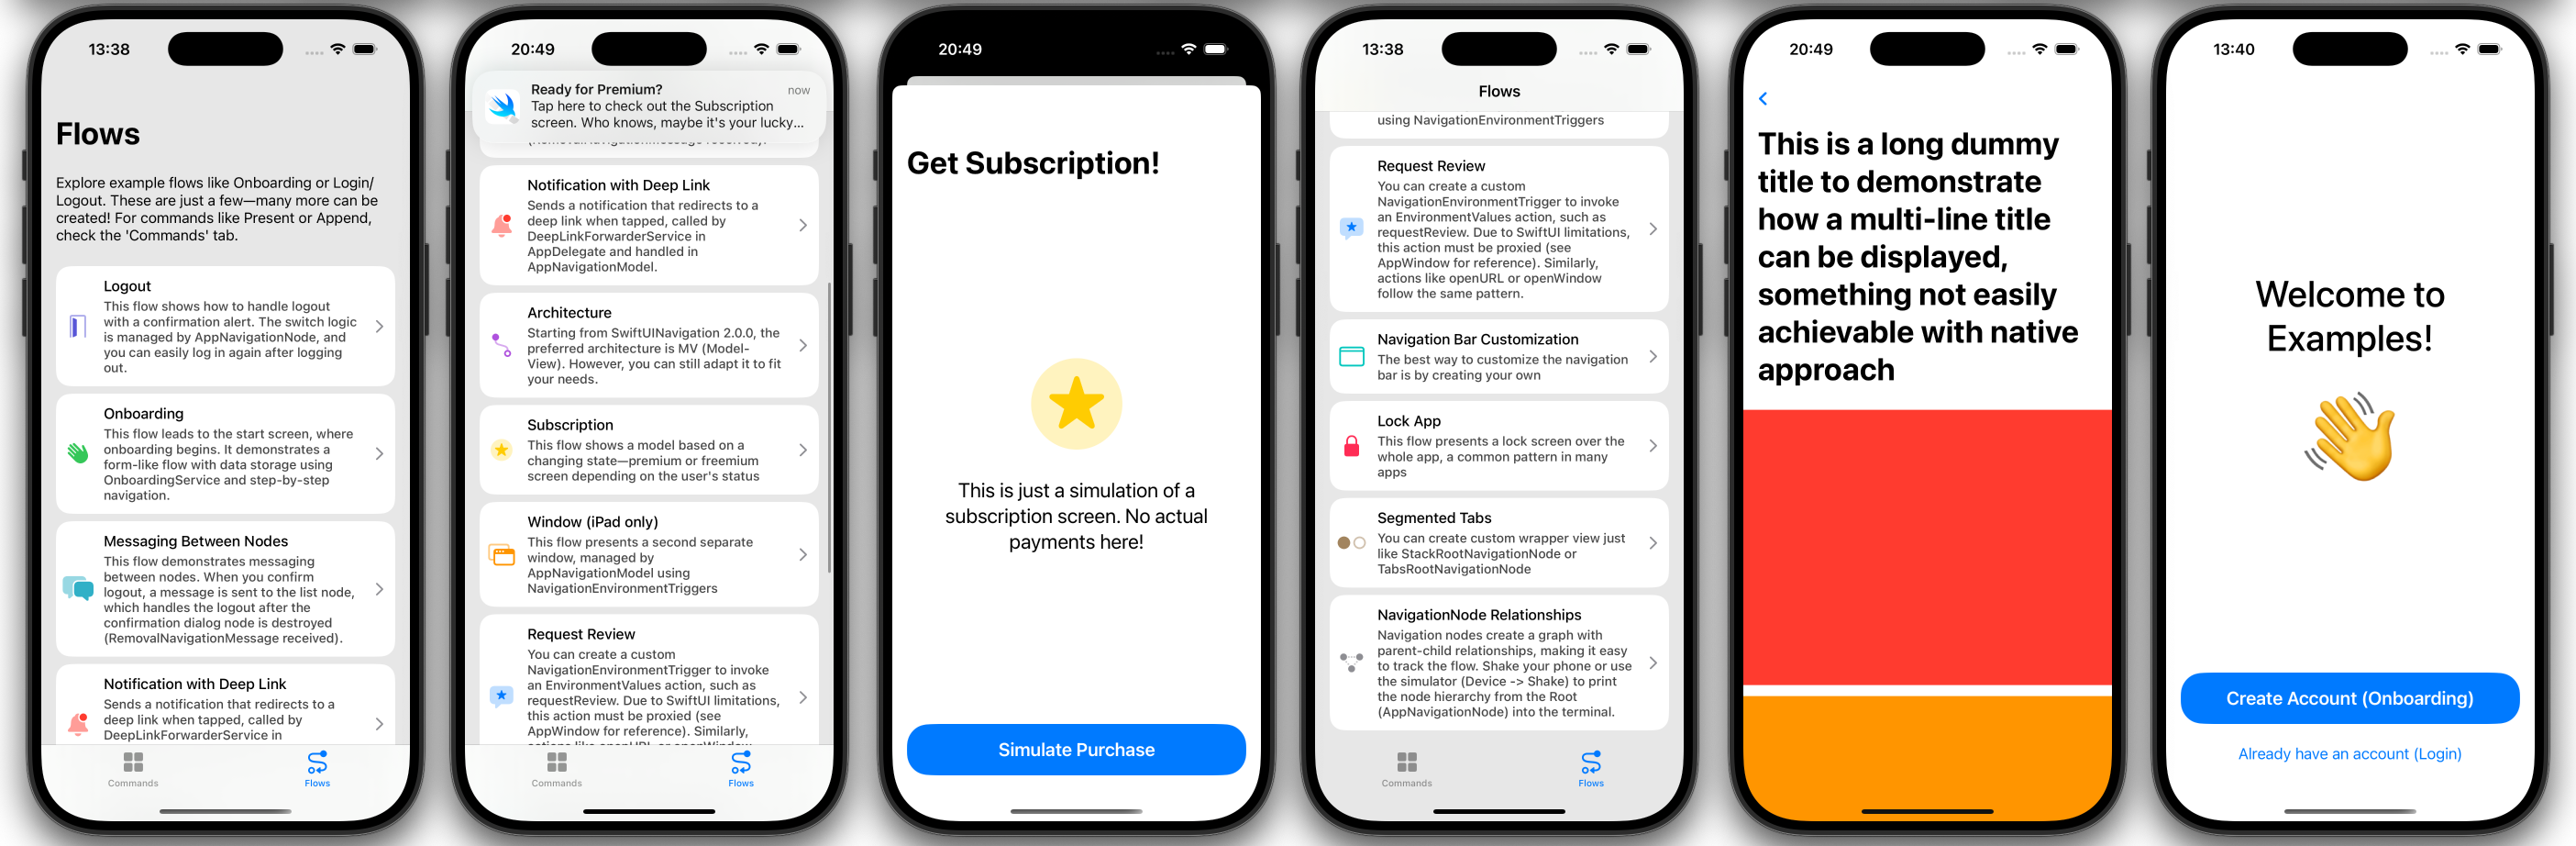 13:38
Flows
Explore example flows like Onboarding or Login/
Logout. These are just a few—many more can be
created! For commands like Present or Append,
check the 'Commands' tab.
Logout
This flow shows how to handle logout
with a confirmation alert. The switch logic
is managed by AppNavigationNode, and
you can easily log in again after logging
out.
Onboarding
This flow leads to the start screen, where
onboarding begins. It demonstrates a
form-like flow with data storage using
OnboardingService and step-by-step
navigation.
Messaging Between Nodes
This flow demonstrates messaging
between nodes. When you confirm
logout, a message is sent to the list node,
which handles the logout after the
confirmation dialog node is destroyed
(RemovalNavigationMessage received).
Notification with Deep Link
Sends a notification that redirects to a
deep link when tapped, called by
DeepLinkForwarderService in
Commands
Flows
20:49
Ready for Premium?
now
Tap here to check out the Subscription
screen. Who knows, maybe it's your lucky...
(RemovalNavigationMessage received).
Notification with Deep Link
Sends a notification that redirects to a
deep link when tapped, called by
DeepLinkForwarderService in
AppDelegate and handled in
AppNavigationModel.
Architecture
Starting from SwiftUINavigation 2.0.0, the
preferred architecture is MV (Model-
View). However, you can still adapt it to fit
your needs.
Subscription
This flow shows a model based on a
changing state—premium or freemium
screen depending on the user's status
Window (iPad only)
This flow presents a second separate
window, managed by
AppNavigationModel using
NavigationEnvironmentTriggers
Request Review
You can create a custom
NavigationEnvironmentTrigger to invoke
an EnvironmentValues action, such as
requestReview. Due to SwiftUI limitations,
this action must be proxied (see
AppWindow for reference). Similarly,
actions like openURL or openWindow
Commands
Flows
20:49
Get Subscription!
This is just a simulation of a
subscription screen. No actual
payments here!
Simulate Purchase
13:38
Flows
using NavigationEnvironmentTriggers
Request Review
You can create a custom
NavigationEnvironmentTrigger to invoke
an EnvironmentValues action, such as
requestReview. Due to SwiftUI limitations,
this action must be proxied (see
AppWindow for reference). Similarly,
actions like openURL or openWindow
follow the same pattern.
Navigation Bar Customization
The best way to customize the navigation
bar is by creating your own
Lock App
This flow presents a lock screen over the
whole app, a common pattern in many
apps
Segmented Tabs
You can create custom wrapper view just
like StackRootNavigationNode or
TabsRootNavigationNode
NavigationNode Relationships
Navigation nodes create a graph with
parent-child relationships, making it easy
to track the flow. Shake your phone or use
the simulator (Device -> Shake) to print
the node hierarchy from the Root
(AppNavigationNode) into the terminal.
Commands
Flows
20:49
This is a long dummy
title to demonstrate
how a multi-line title
can be displayed,
something not easily
achievable with native
approach
13:40
Welcome to
Examples!
Create Account (Onboarding)
Already have an account (Login)